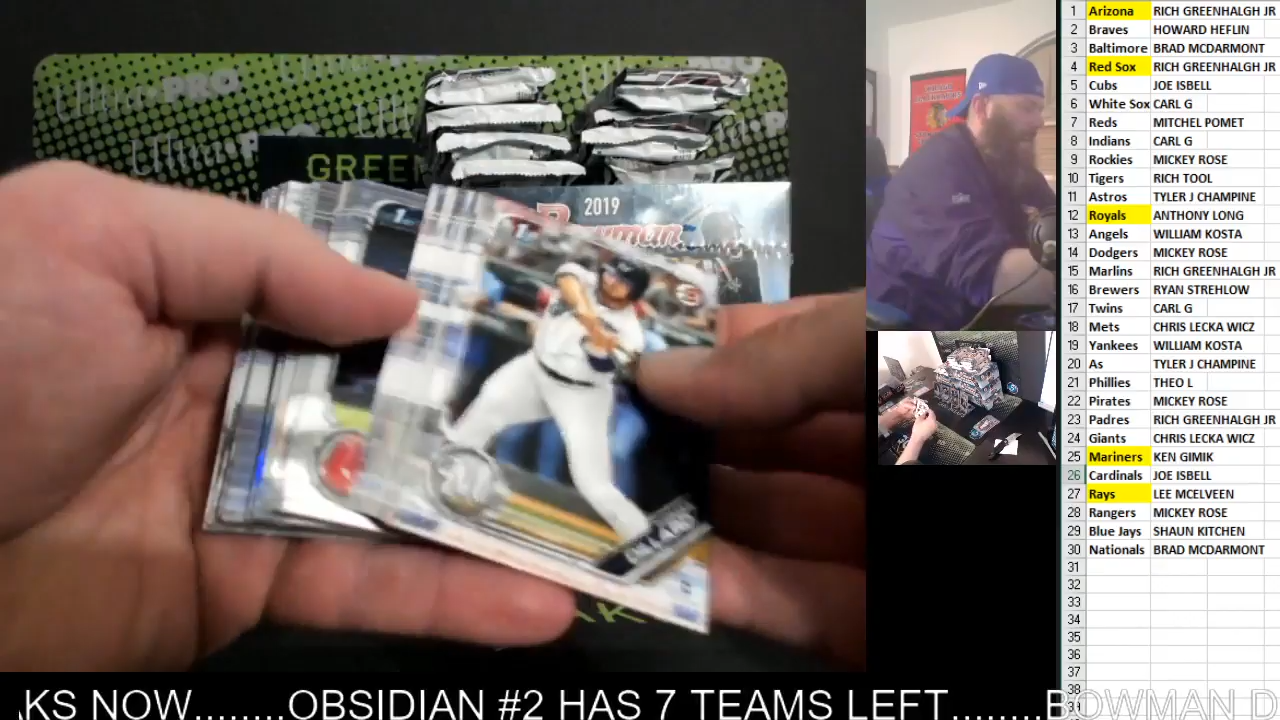 Ultra PRO
GREEN
2019
Bowman
1 Arizona RICH GREENHALGH JR
2 Braves HOWARD HEFLIN
3 Baltimore BRAD MCDARMONT
4 Red Sox RICH GREENHALGH JR
5 Cubs JOE ISBELL
6 White Sox CARL G
7 Reds MITCHEL POMET
8 Indians CARL G
9 Rockies MICKEY ROSE
10 Tigers RICH TOOL
11 Astros TYLER J CHAMPINE
12 Royals ANTHONY LONG
13 Angels WILLIAM KOSTA
14 Dodgers MICKEY ROSE
15 Marlins RICH GREENHALGH JR
16 Brewers RYAN STREHLOW
17 Twins CARL G
18 Mets CHRIS LECKA WICZ
19 Yankees WILLIAM KOSTA
20 As TYLER J CHAMPINE
21 Phillies THEO L
22 Pirates MICKEY ROSE
23 Padres RICH GREENHALGH JR
24 Giants CHRIS LECKA WICZ
25 Mariners KEN GIMIK
26 Cardinals JOE ISBELL
27 Rays LEE MCELVEEN
28 Rangers MICKEY ROSE
29 Blue Jays SHAUN KITCHEN
30 Nationals BRAD MCDARMONT
31
32
33
34
35
36
37
38
KS NOW........OBSIDIAN #2 HAS 7 TEAMS LEFT........BOWMAN D